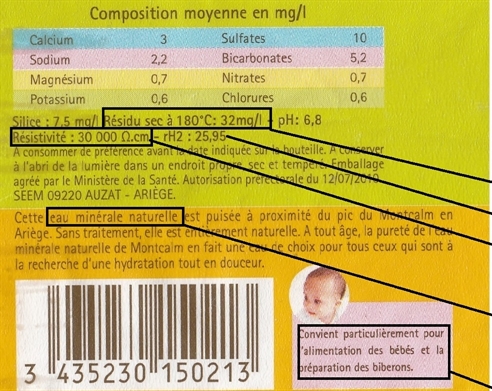 Composition moyenne en mg/l
Calcium 3 Sulfates 10
Sodium 2,2 Bicarbonates 5,2
Magnésium 0,7 Nitrates 0,7
Potassium 0,6 Chlorures 0,6
Silice : 7.5 mg/l Résidu sec à 180°C: 32mg/l - pH: 6,8
Résistivité : 30 000 Ω.cm - rH2 : 25,95
A consommer de préférence avant la date indiquée sur la bouteille. A conserver
à l'abri de la lumière dans un endroit propre, sec et tempéré. Emballage
agréé par le Ministère de la Santé. Autorisation préfectorale du 12/07/2010
SEEM 09220 AUZAT - ARIÈGE.
Cette eau minérale naturelle est puisée à proximité du pic du Montcalm en
Ariège. Sans traitement, elle est entièrement naturelle. A tout âge, la pureté de l'eau
minérale naturelle de Montcalm en fait une eau de choix pour tous ceux qui sont à
la recherche d'une hydratation tout en douceur.
Convient particulièrement pour
l'alimentation des bébés et la
préparation des biberons.
3 435230 150213